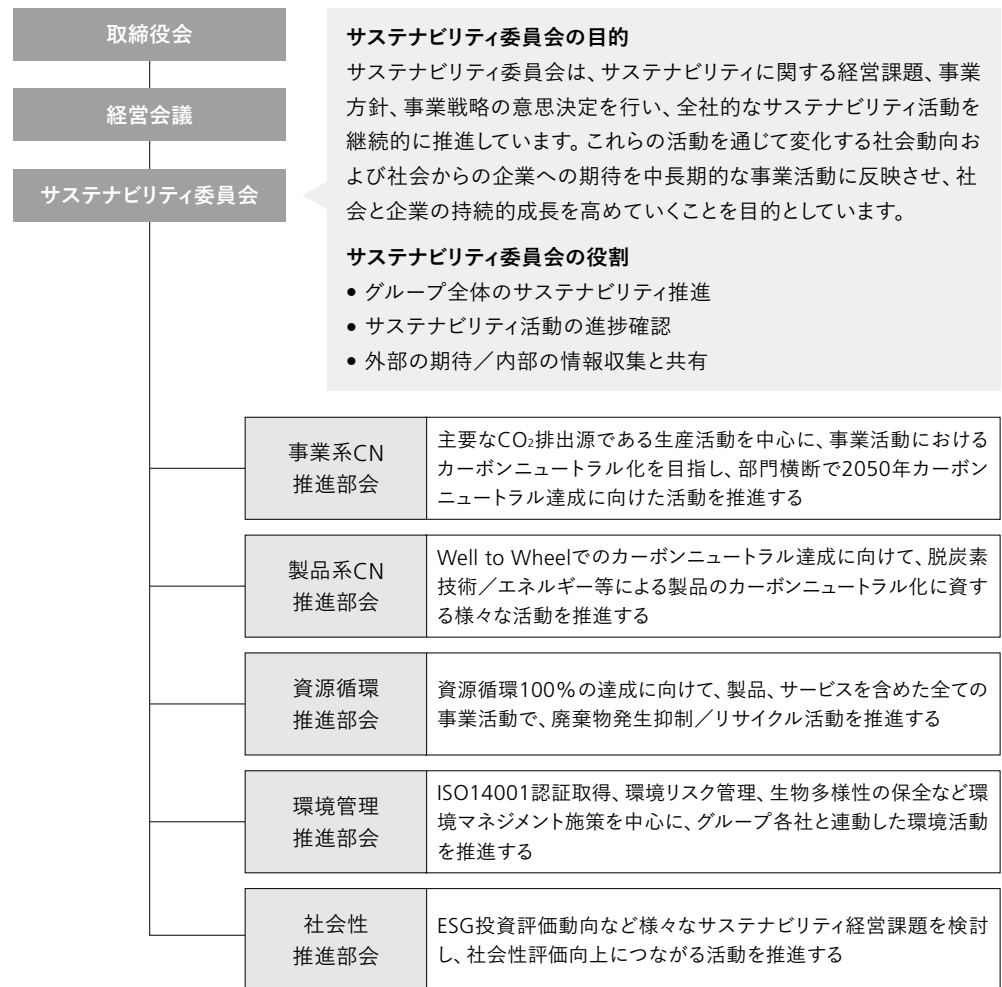 取締役会
経営会議
サステナビリティ委員会
サステナビリティ委員会の目的
サステナビリティ委員会は、サステナビリティに関する経営課題、事業
方針、事業戦略の意思決定を行い、全社的なサステナビリティ活動を
継続的に推進しています。これらの活動を通じて変化する社会動向お
よび社会からの企業への期待を中長期的な事業活動に反映させ、社
会と企業の持続的成長を高めていくことを目的としています。
サステナビリティ委員会の役割
• グループ全体のサステナビリティ推進
• サステナビリティ活動の進捗確認
• 外部の期待／内部の情報収集と共有
事業系CN
推進部会
主要なCO₂排出源である生産活動を中心に、事業活動における
カーボンニュートラル化を目指し、部門横断で2050年カーボン
ニュートラル達成に向けた活動を推進する
製品系CN
推進部会
Well to Wheelでのカーボンニュートラル達成に向けて、脱炭素
技術／エネルギー等による製品のカーボンニュートラル化に資す
る様々な活動を推進する
資源循環
推進部会
資源循環100%の達成に向けて、製品、サービスを含めた全ての
事業活動で、廃棄物発生抑制／リサイクル活動を推進する
環境管理
推進部会
ISO14001認証取得、環境リスク管理、生物多様性の保全など環
境マネジメント施策を中心に、グループ各社と連動した環境活動
を推進する
社会性
推進部会
ESG投資評価動向など様々なサステナビリティ経営課題を検討
し、社会性評価向上につながる活動を推進する